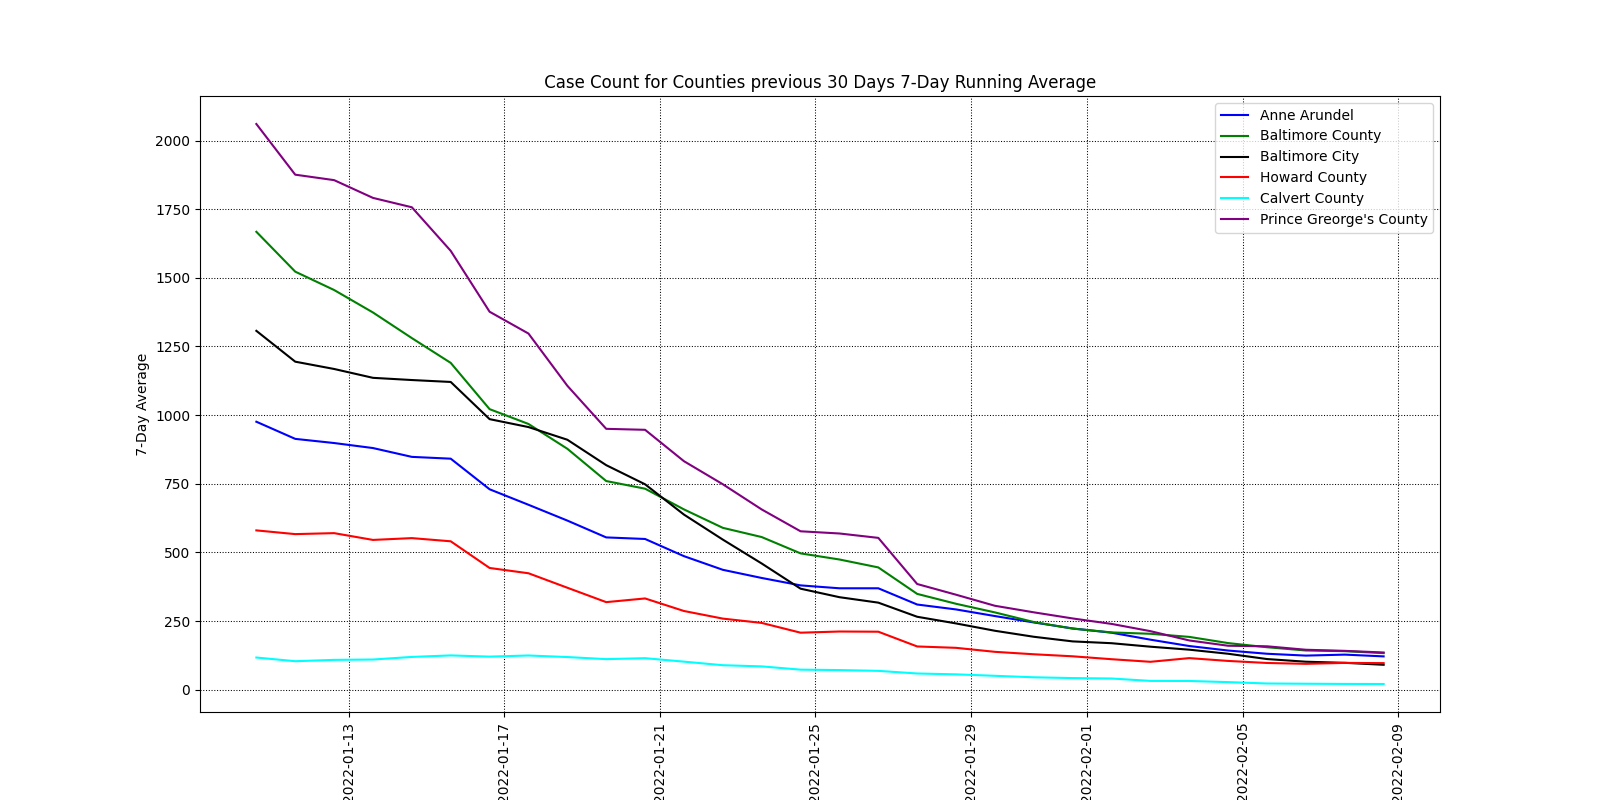 Case Count for Counties previous 30 Days 7-Day Running Average
Anne Arundel
Baltimore County
Baltimore City
Howard County
Calvert County
Prince Greorge's County
7-Day Average
2000
1750
1500
1250
1000
750
500
250
0
2022-01-13
2022-01-17
2022-01-21
2022-01-25
2022-01-29
2022-02-01
2022-02-05
2022-02-09